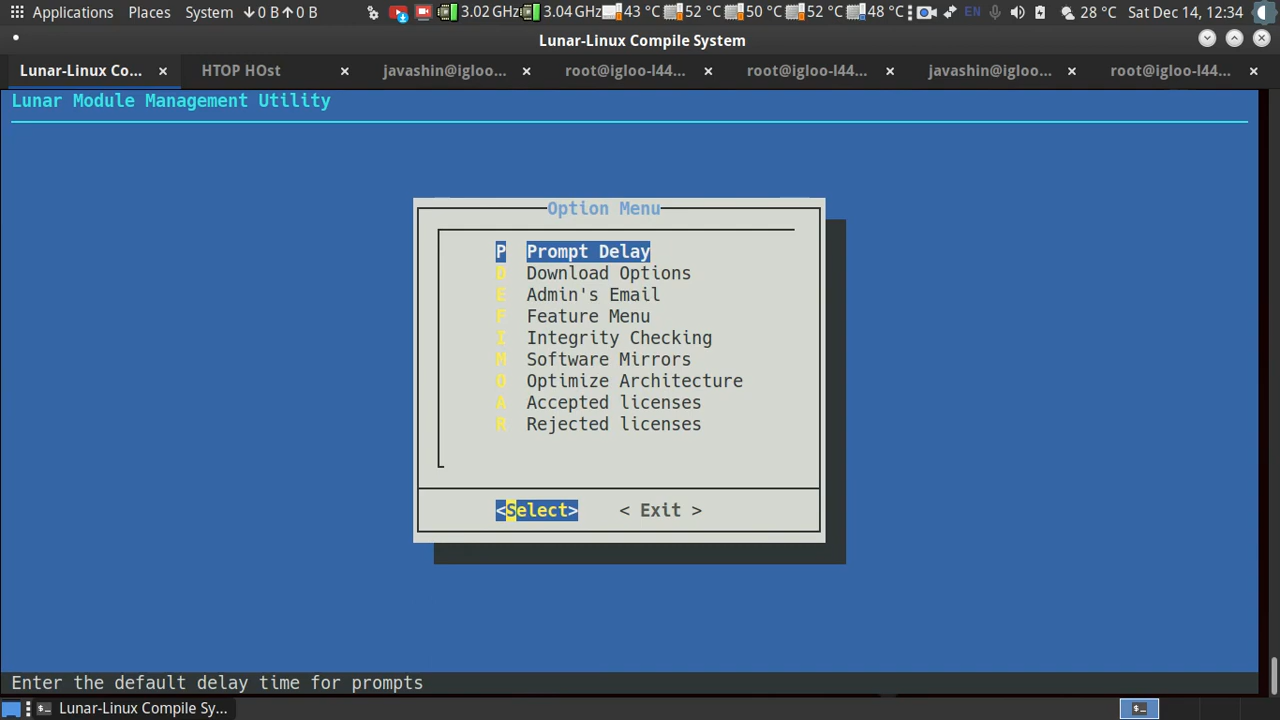 Applications Places System 0 B 0 B 3.02 GHz 3.04 GHz 43 °C 52 °C 50 °C 52 °C 48 °C EN 28 °C Sat Dec 14, 12:34
Lunar-Linux Compile System
Lunar-Linux Co... HTOP HOst javashin@igloo... root@igloo-l44... root@igloo-l44... javashin@igloo... root@igloo-l44...
Lunar Module Management Utility
Option Menu
P Prompt Delay
D Download Options
E Admin's Email
F Feature Menu
I Integrity Checking
M Software Mirrors
O Optimize Architecture
A Accepted licenses
R Rejected licenses
<Select> < Exit >
Enter the default delay time for prompts
Lunar-Linux Compile Sy...